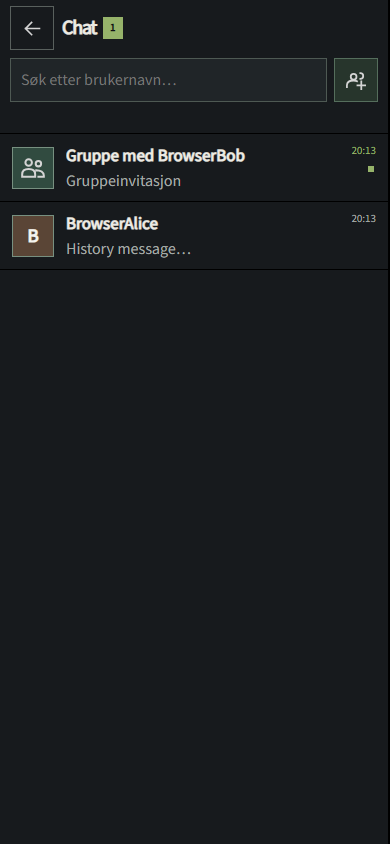 Chat 1
Søk etter brukernavn…
Gruppe med BrowserBob 20:13
Gruppeinvitasjon
B BrowserAlice 20:13
History message…